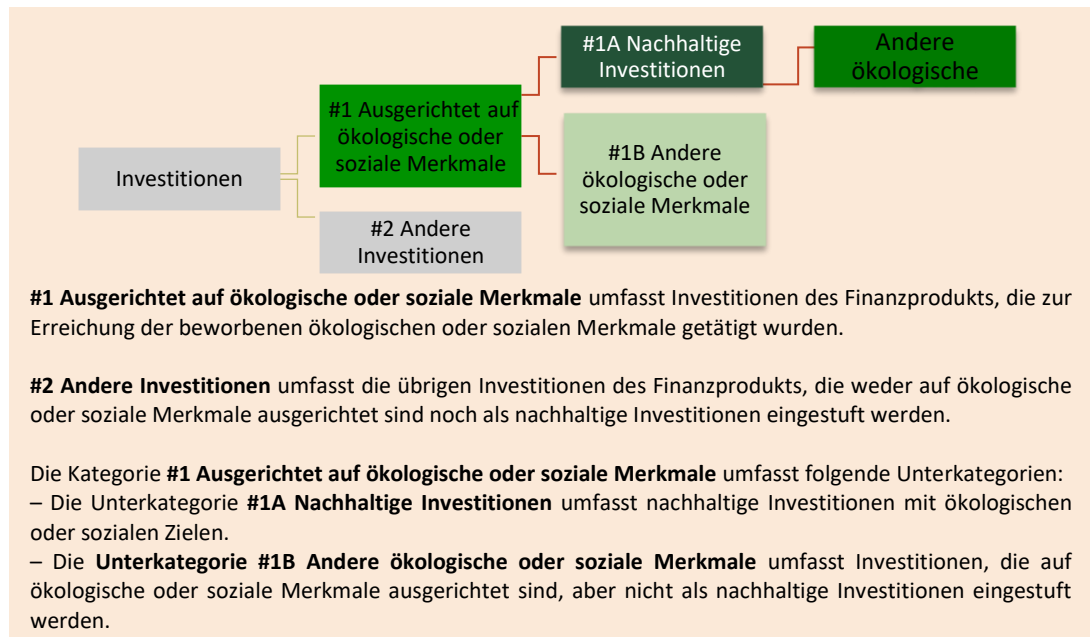 #1A Nachhaltige
Investitionen
Andere
ökologische
#1 Ausgerichtet auf
ökologische oder
soziale Merkmale
#1B Andere
ökologische oder
soziale Merkmale
Investitionen
#2 Andere
Investitionen
#1 Ausgerichtet auf ökologische oder soziale Merkmale umfasst Investitionen des Finanzprodukts, die zur
Erreichung der beworbenen ökologischen oder sozialen Merkmale getätigt wurden.
#2 Andere Investitionen umfasst die übrigen Investitionen des Finanzprodukts, die weder auf ökologische
oder soziale Merkmale ausgerichtet sind noch als nachhaltige Investitionen eingestuft werden.
Die Kategorie #1 Ausgerichtet auf ökologische oder soziale Merkmale umfasst folgende Unterkategorien:
– Die Unterkategorie #1A Nachhaltige Investitionen umfasst nachhaltige Investitionen mit ökologischen
oder sozialen Zielen.
– Die Unterkategorie #1B Andere ökologische oder soziale Merkmale umfasst Investitionen, die auf
ökologische oder soziale Merkmale ausgerichtet sind, aber nicht als nachhaltige Investitionen eingestuft
werden.